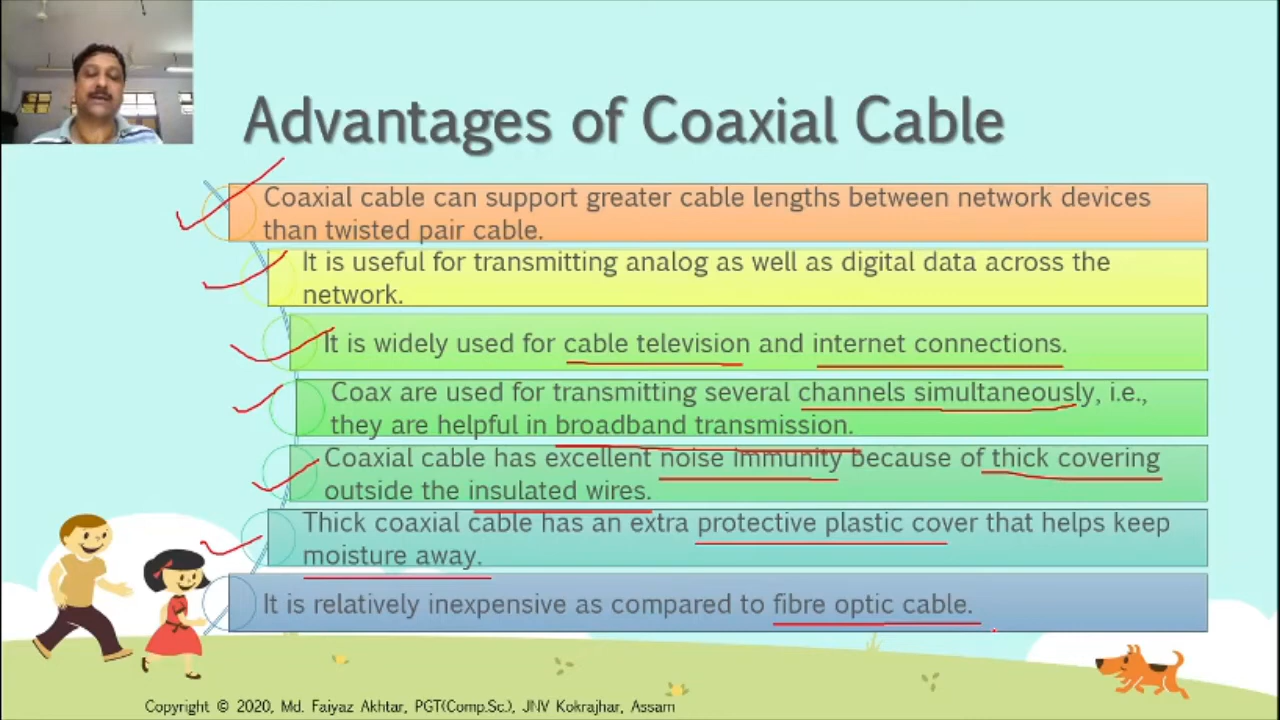 Advantages of Coaxial Cable
Coaxial cable can support greater cable lengths between network devices
than twisted pair cable.
It is useful for transmitting analog as well as digital data across the
network.
It is widely used for cable television and internet connections.
Coax are used for transmitting several channels simultaneously, i.e.,
they are helpful in broadband transmission.
Coaxial cable has excellent noise immunity because of thick covering
outside the insulated wires.
Thick coaxial cable has an extra protective plastic cover that helps keep
moisture away.
It is relatively inexpensive as compared to fibre optic cable.
Copyright © 2020, Md. Faiyaz Akhtar, PGT(Comp.Sc.), JNV Kokrajhar, Assam